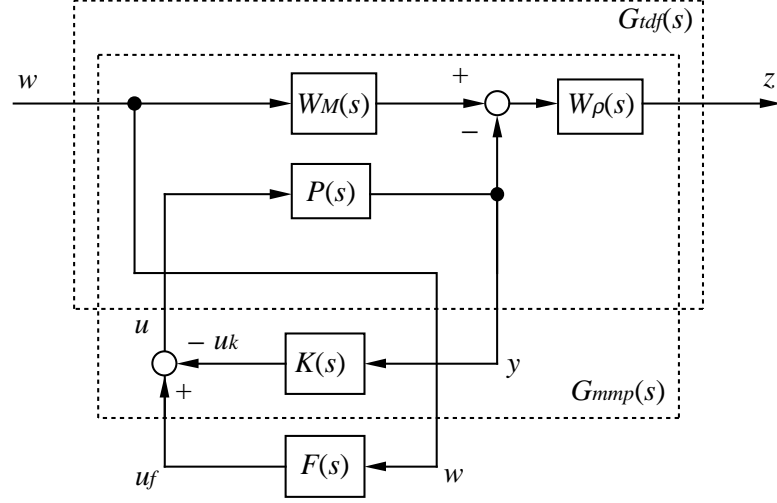 Gtdf(s)
w
WM(s)
+
−
Wρ(s)
z
P(s)
u
− uk
K(s)
y
+
Gmmp(s)
uf
F(s)
w